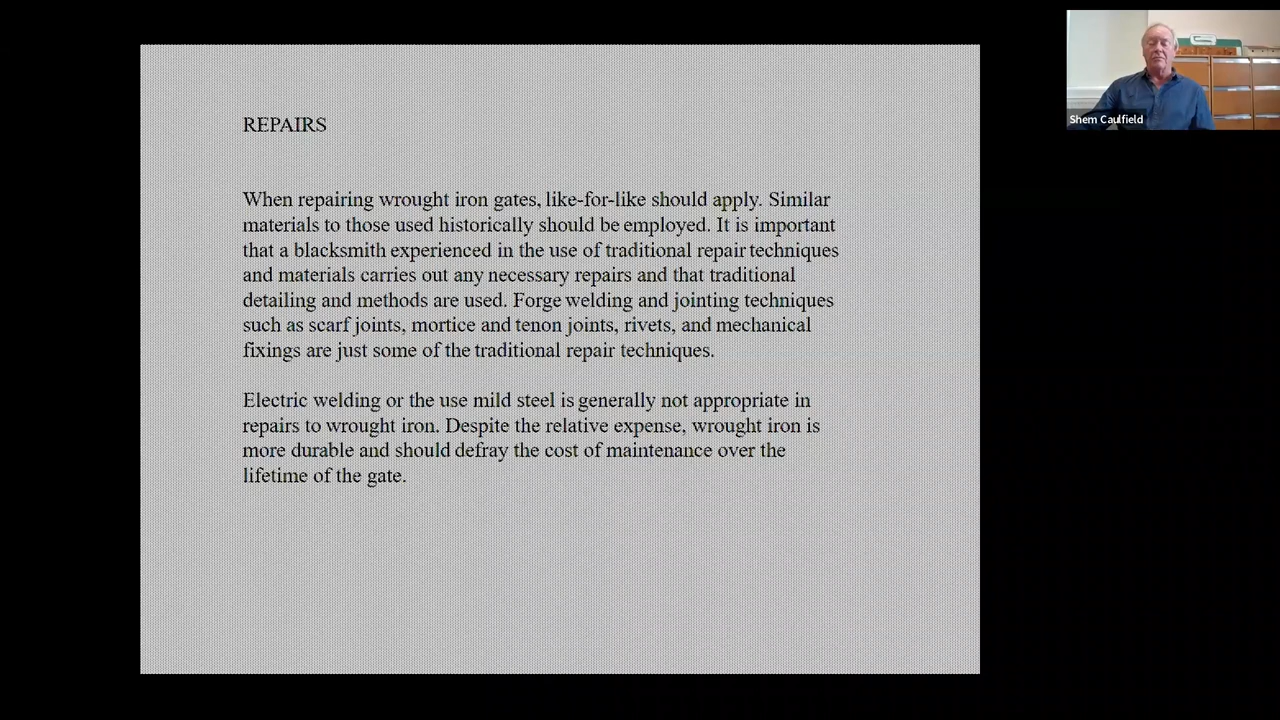 REPAIRS
When repairing wrought iron gates, like-for-like should apply. Similar
materials to those used historically should be employed. It is important
that a blacksmith experienced in the use of traditional repair techniques
and materials carries out any necessary repairs and that traditional
detailing and methods are used. Forge welding and jointing techniques
such as scarf joints, mortice and tenon joints, rivets, and mechanical
fixings are just some of the traditional repair techniques.
Electric welding or the use mild steel is generally not appropriate in
repairs to wrought iron. Despite the relative expense, wrought iron is
more durable and should defray the cost of maintenance over the
lifetime of the gate.
Shem Caulfield